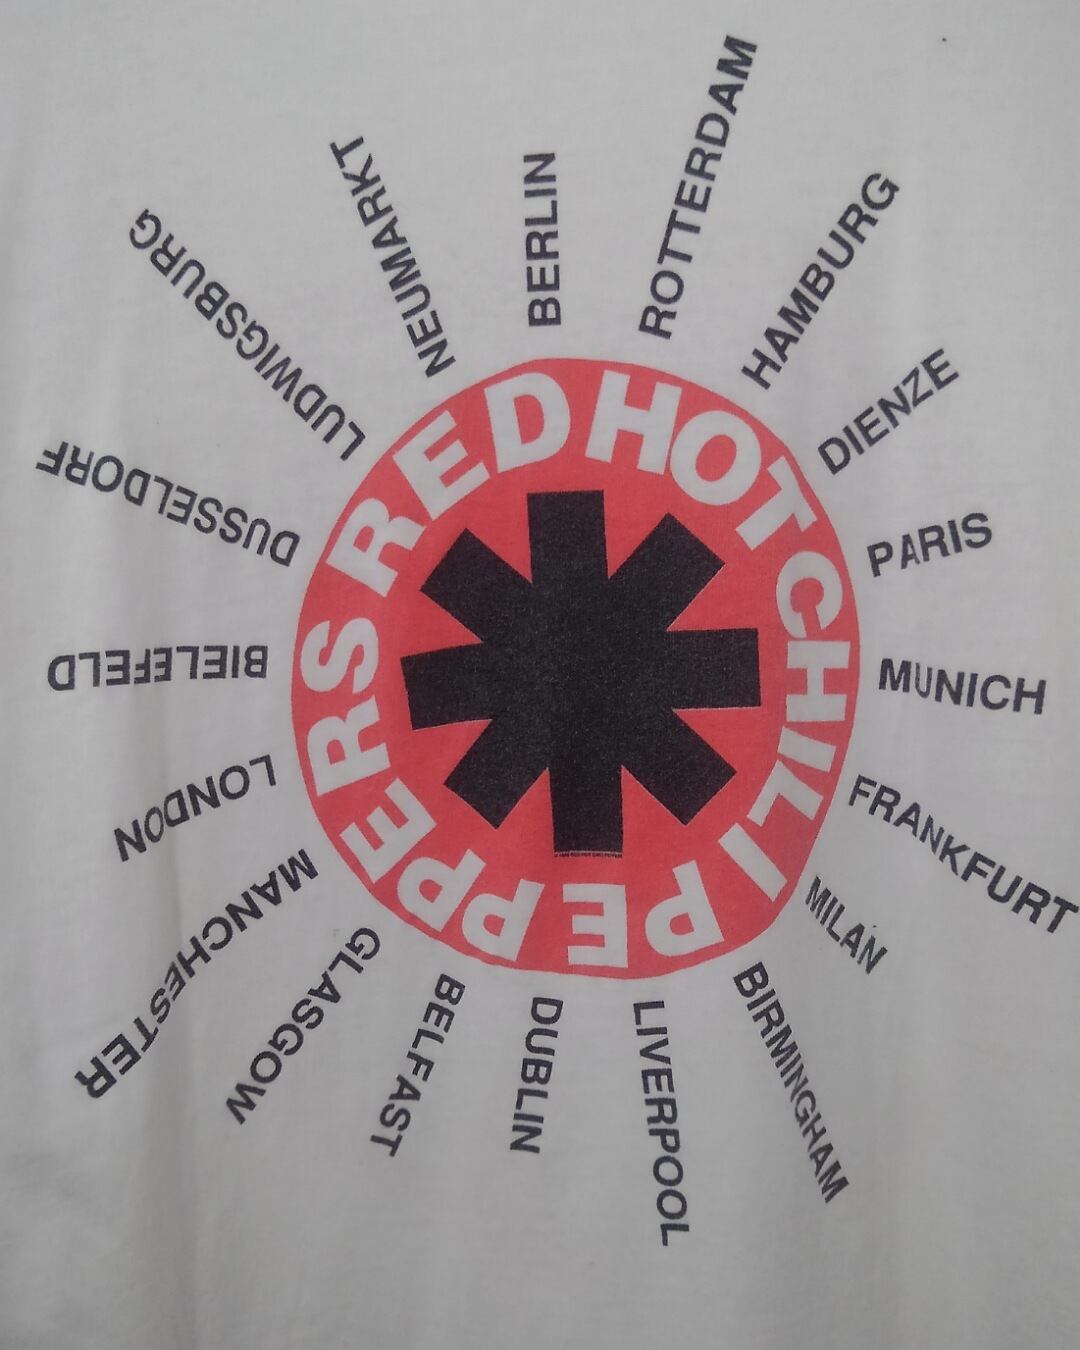 RED HOT CHILI PEPPERS
BERLIN
ROTTERDAM
HAMBURG
DIENZE
PARIS
MUNICH
FRANKFURT
MILAN
BIRMINGHAM
LIVERPOOL
DUBLIN
BELFAST
GLASGOW
MANCHESTER
LONDON
BIELEFELD
DUSSELDORF
LUDWIGSBURG
NEUMARKT